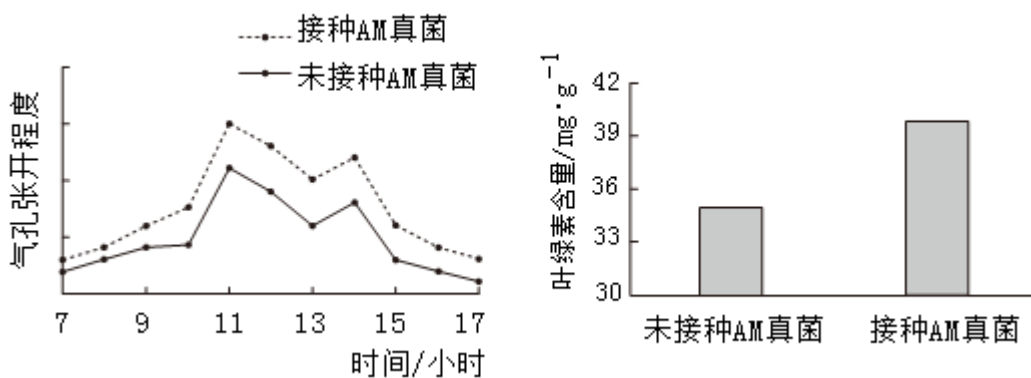 接种AM真菌
未接种AM真菌
气孔张开程度
7 9 11 13 15 17
时间/小时
叶绿素含量/mg·g⁻¹
42
39
36
33
30
未接种AM真菌 接种AM真菌